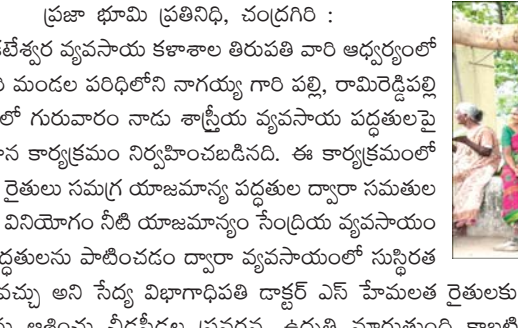 ప్రజా భూమి ప్రతినిధి, చంద్రగిరి :
కటేశ్వర వ్యవసాయ కళాశాల తిరుపతి వారి ఆధ్వర్యంలో
రి మండల పరిధిలోని నాగయ్య గారి పల్లి, రామిరెడ్డిపల్లి
లో గురువారం నాడు శాస్త్రీయ వ్యవసాయ పద్ధతులపై
న కార్యక్రమం నిర్వహించబడినది. ఈ కార్యక్రమంలో
రైతులు సమగ్ర యాజమాన్య పద్ధతుల ద్వారా సమతుల
వినియోగం నీటి యాజమాన్యం సేంద్రియ వ్యవసాయం
ద్ధతులను పాటించడం ద్వారా వ్యవసాయంలో సుస్థిరత
వచ్చు అని సేద్య విభాగాధిపతి డాక్టర్ ఎస్ హేమలత రైతులకు